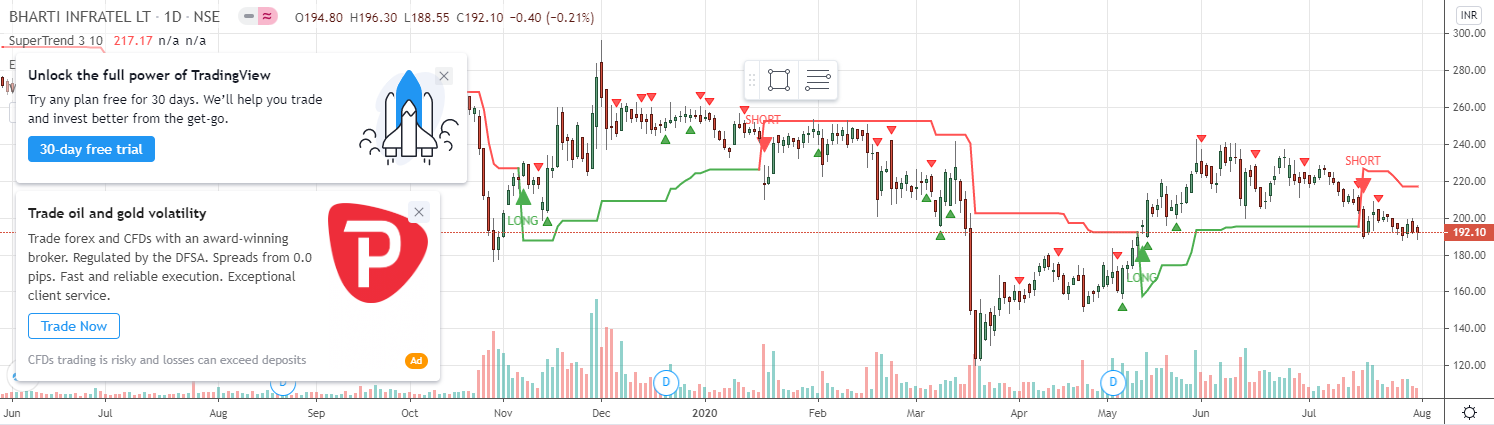 BHARTI INFRATEL LT · 1D · NSE O194.80 H196.30 L188.55 C192.10 −0.40 (−0.21%)
SuperTrend 3 10 217.17 n/a n/a
INR
300.00
280.00
260.00
240.00
220.00
200.00
192.10
180.00
160.00
140.00
120.00
Unlock the full power of TradingView
Try any plan free for 30 days. We'll help you trade
and invest better from the get-go.
30-day free trial
Trade oil and gold volatility
Trade forex and CFDs with an award-winning
broker. Regulated by the DFSA. Spreads from 0.0
pips. Fast and reliable execution. Exceptional
client service.
P
Trade Now
CFDs trading is risky and losses can exceed deposits
Ad
LONG
SHORT
LONG
SHORT
D
D
D
Jun Jul Aug Sep Oct Nov Dec 2020 Feb Mar Apr May Jun Jul Aug